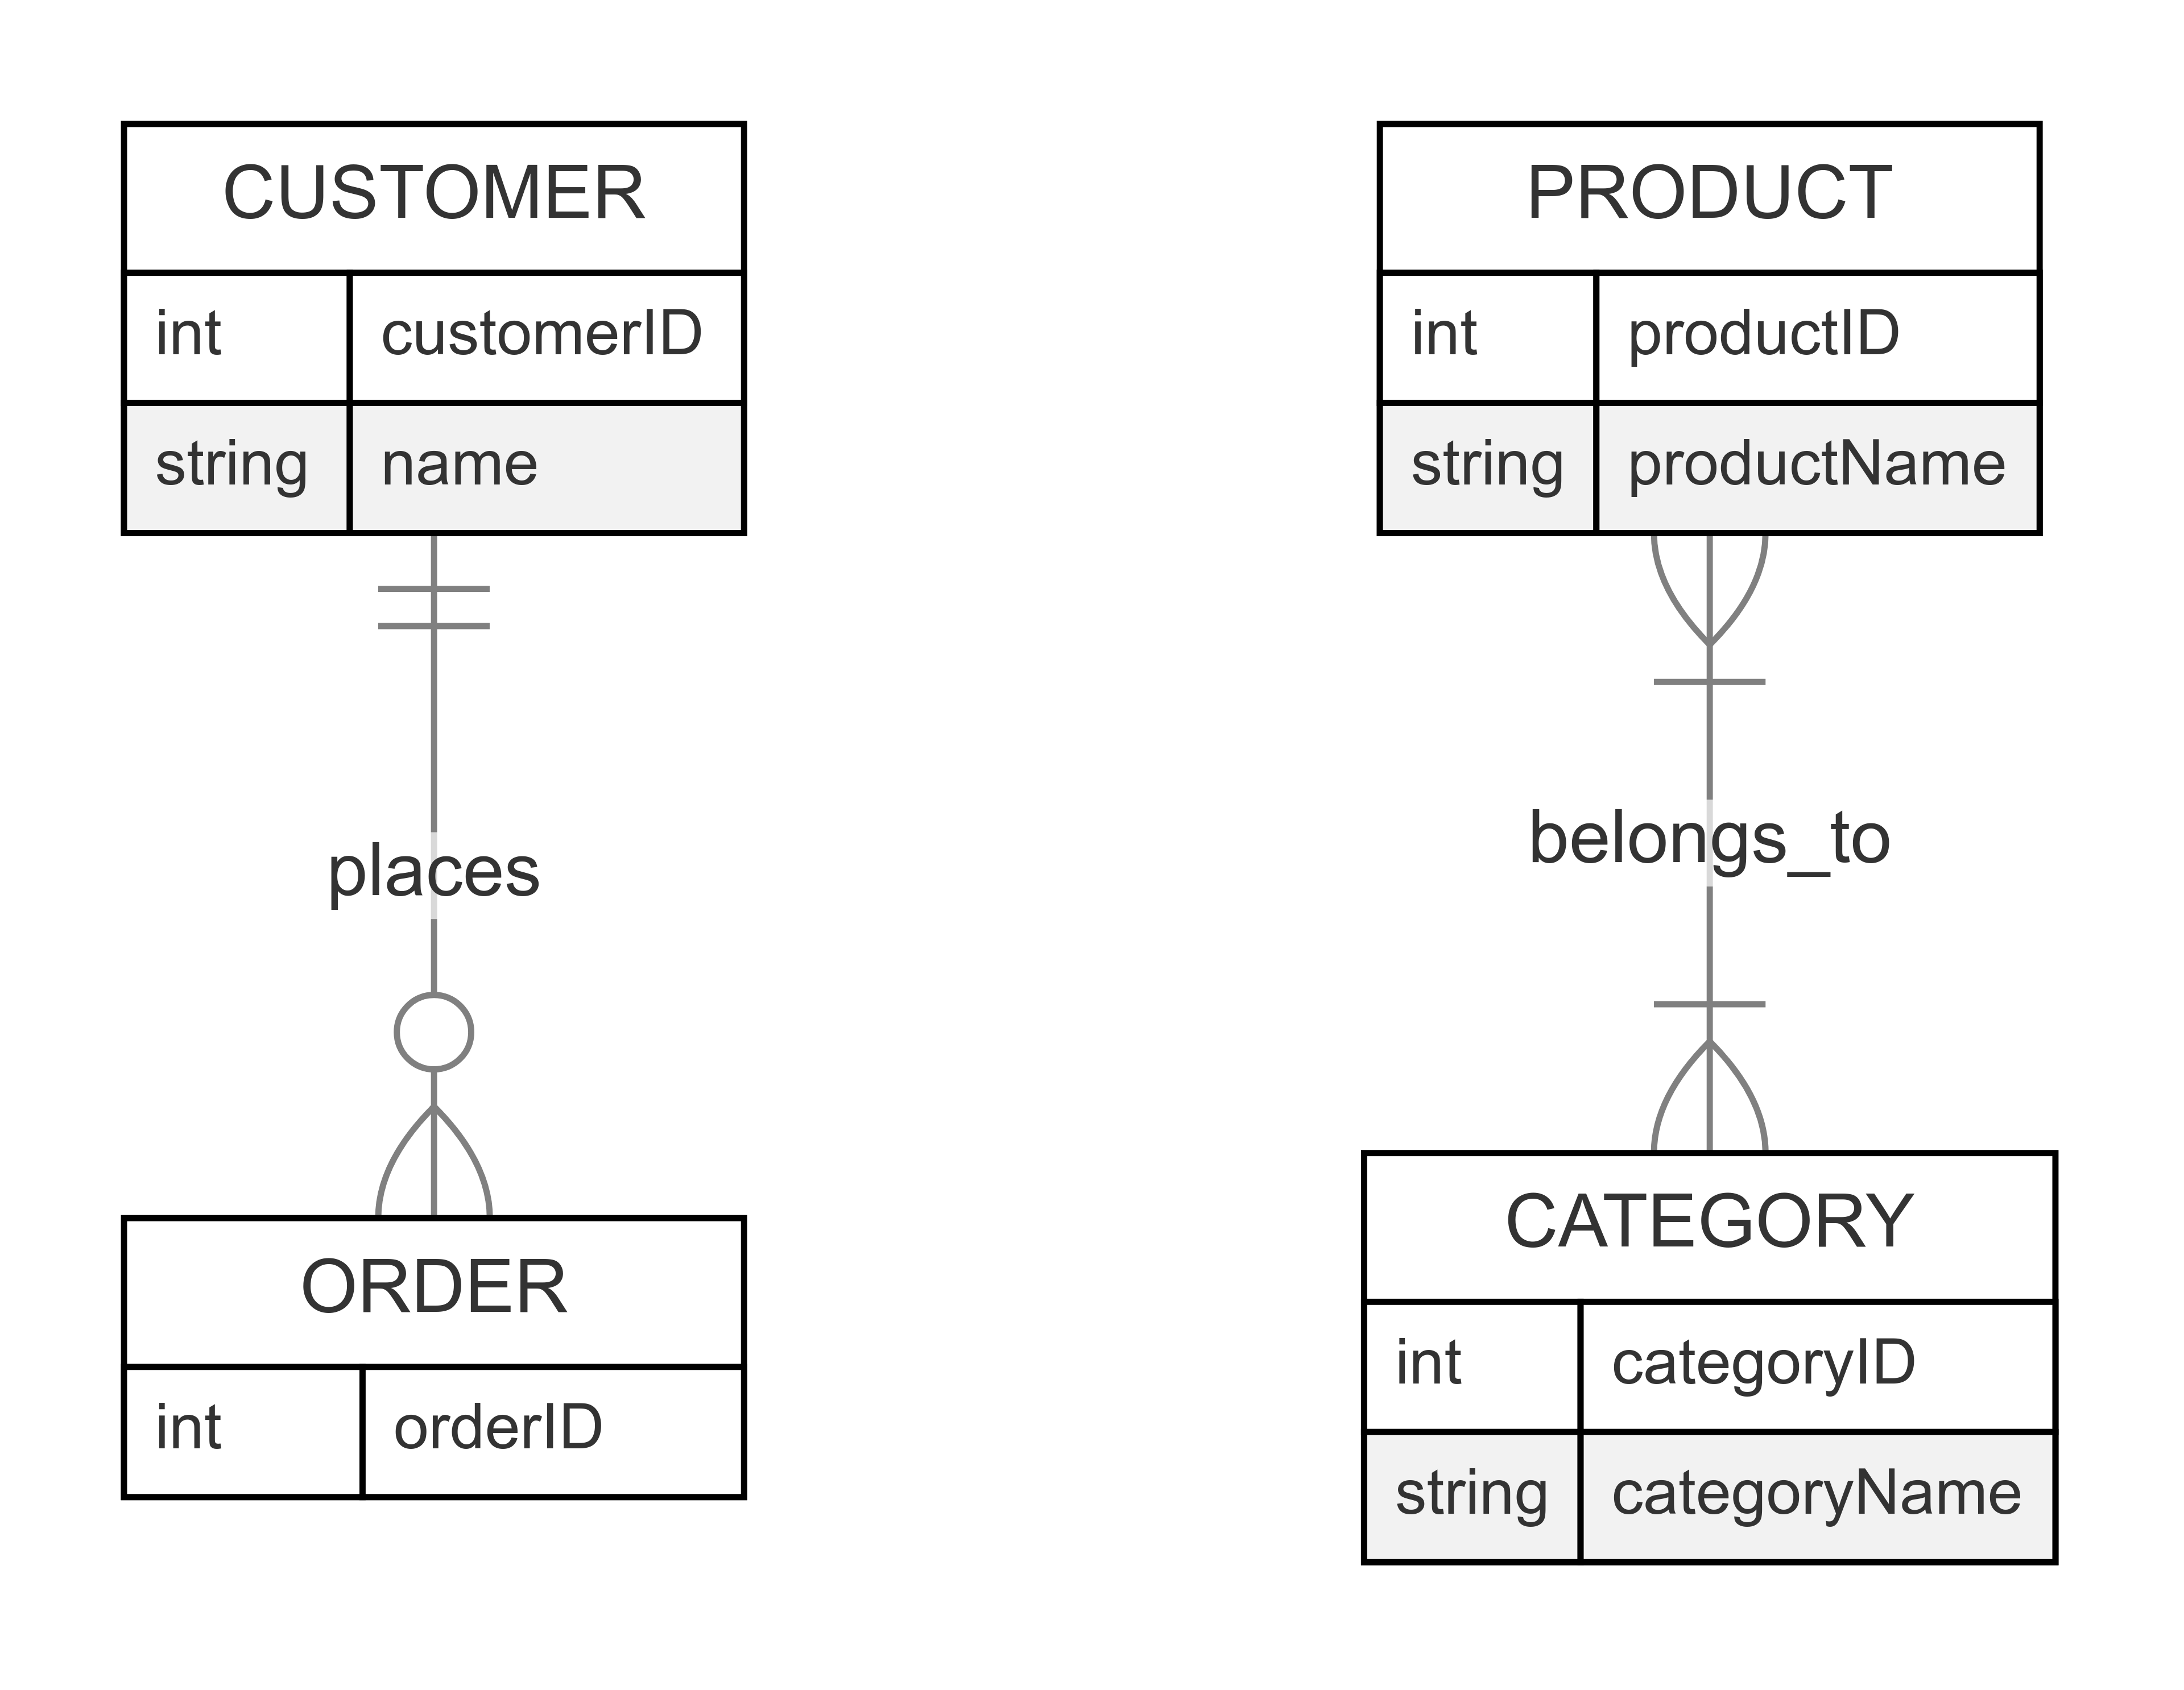 CUSTOMER
int customerID
string name
places
ORDER
int orderID
PRODUCT
int productID
string productName
belongs_to
CATEGORY
int categoryID
string categoryName